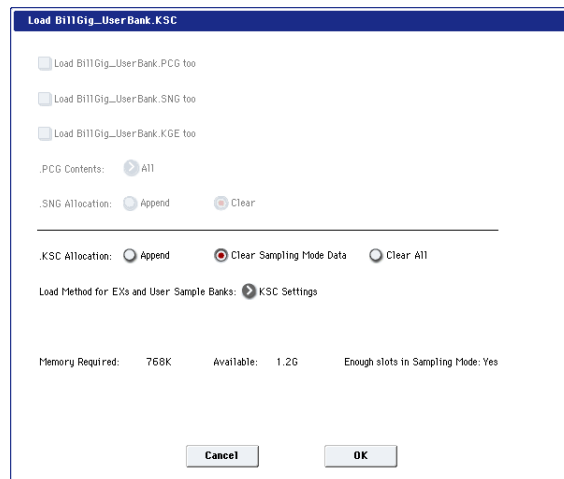 Load BillGig_UserBank.KSC
Load BillGig_UserBank.PCG too
Load BillGig_UserBank.SNG too
Load BillGig_UserBank.KGE too
.PCG Contents: All
.SNG Allocation: Append Clear
.KSC Allocation: Append Clear Sampling Mode Data Clear All
Load Method for EXs and User Sample Banks: KSC Settings
Memory Required: 768K Available: 1.2G Enough slots in Sampling Mode: Yes
Cancel OK